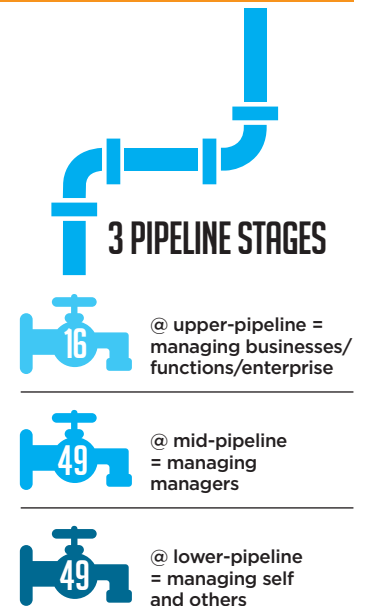 3 PIPELINE STAGES
16
@ upper-pipeline =
managing businesses/
functions/enterprise
49
@ mid-pipeline
= managing
managers
49
@ lower-pipeline
= managing self
and others